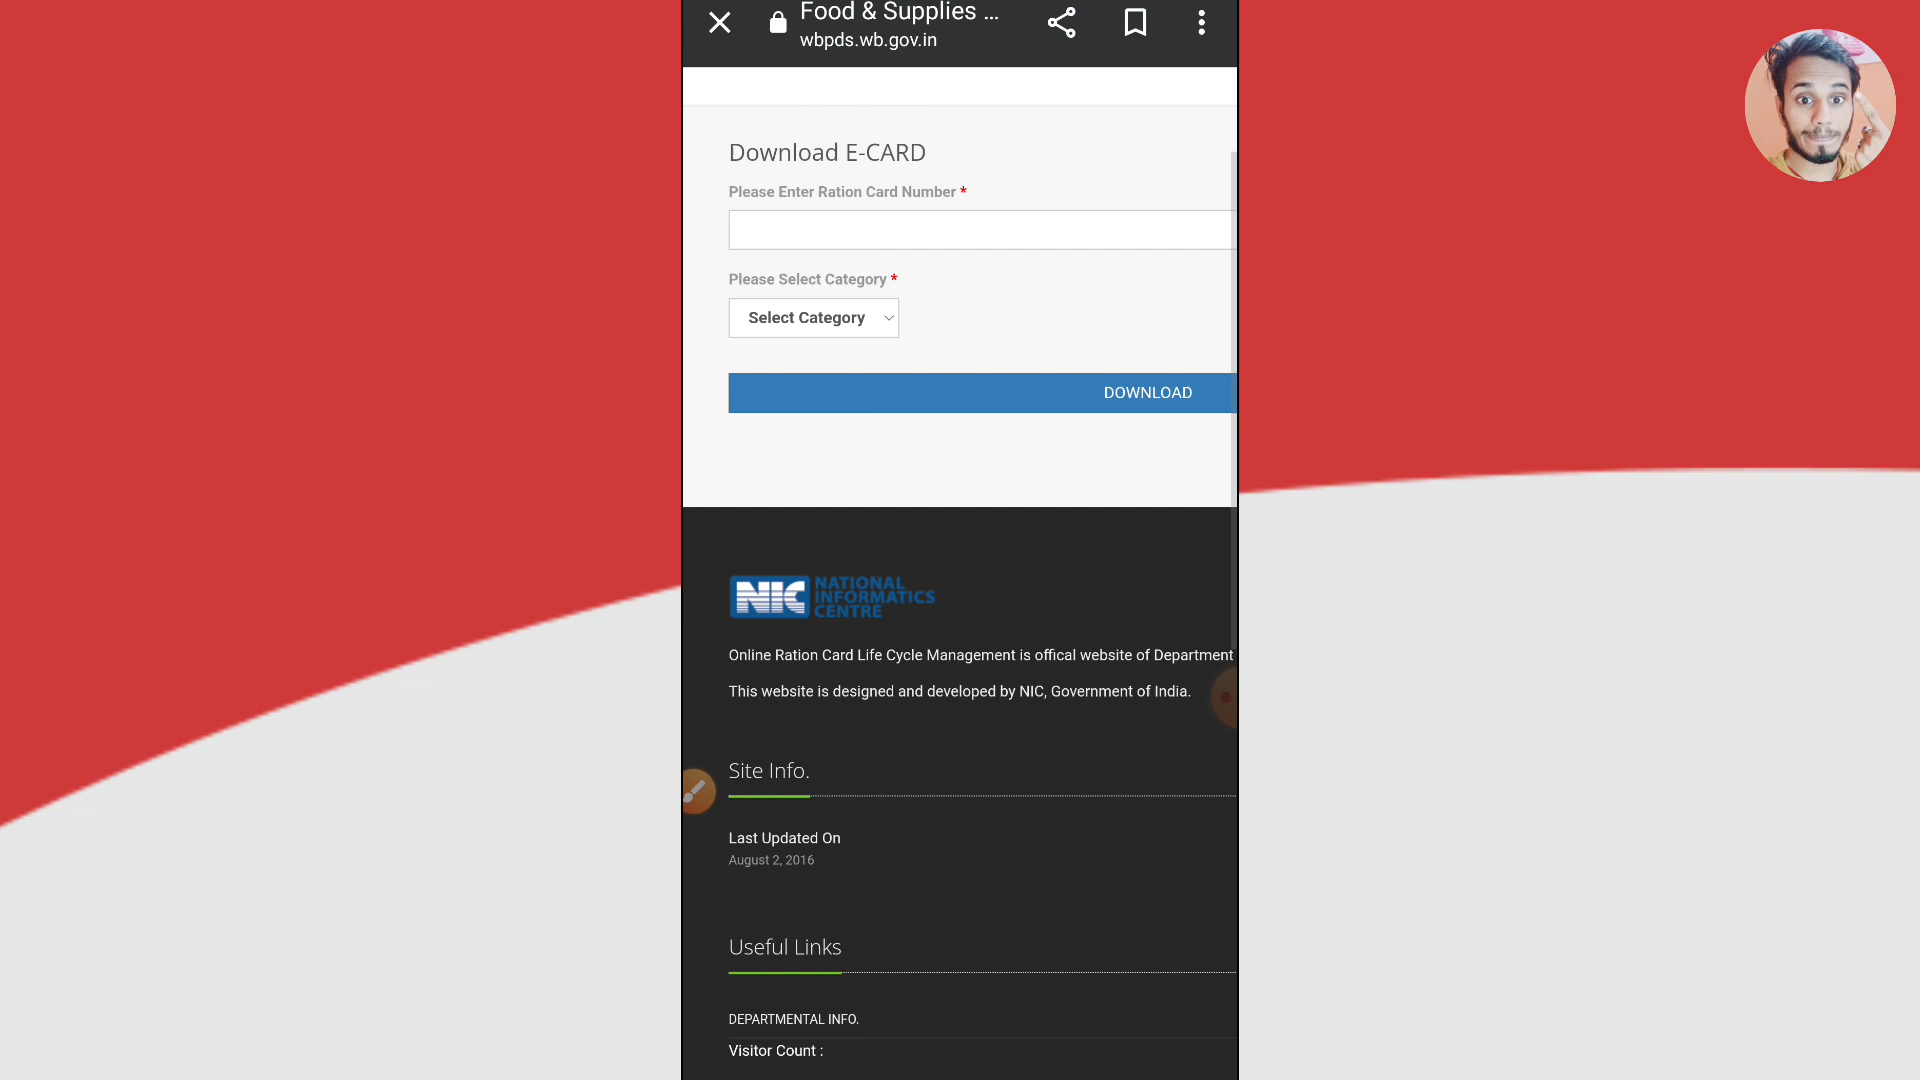 Food & Supplies ...
wbpds.wb.gov.in
Download E-CARD
Please Enter Ration Card Number *
Please Select Category *
Select Category
DOWNLOAD
NIC NATIONAL
INFORMATICS
CENTRE
Online Ration Card Life Cycle Management is offical website of Department
This website is designed and developed by NIC, Government of India.
Site Info.
Last Updated On
August 2, 2016
Useful Links
DEPARTMENTAL INFO.
Visitor Count :